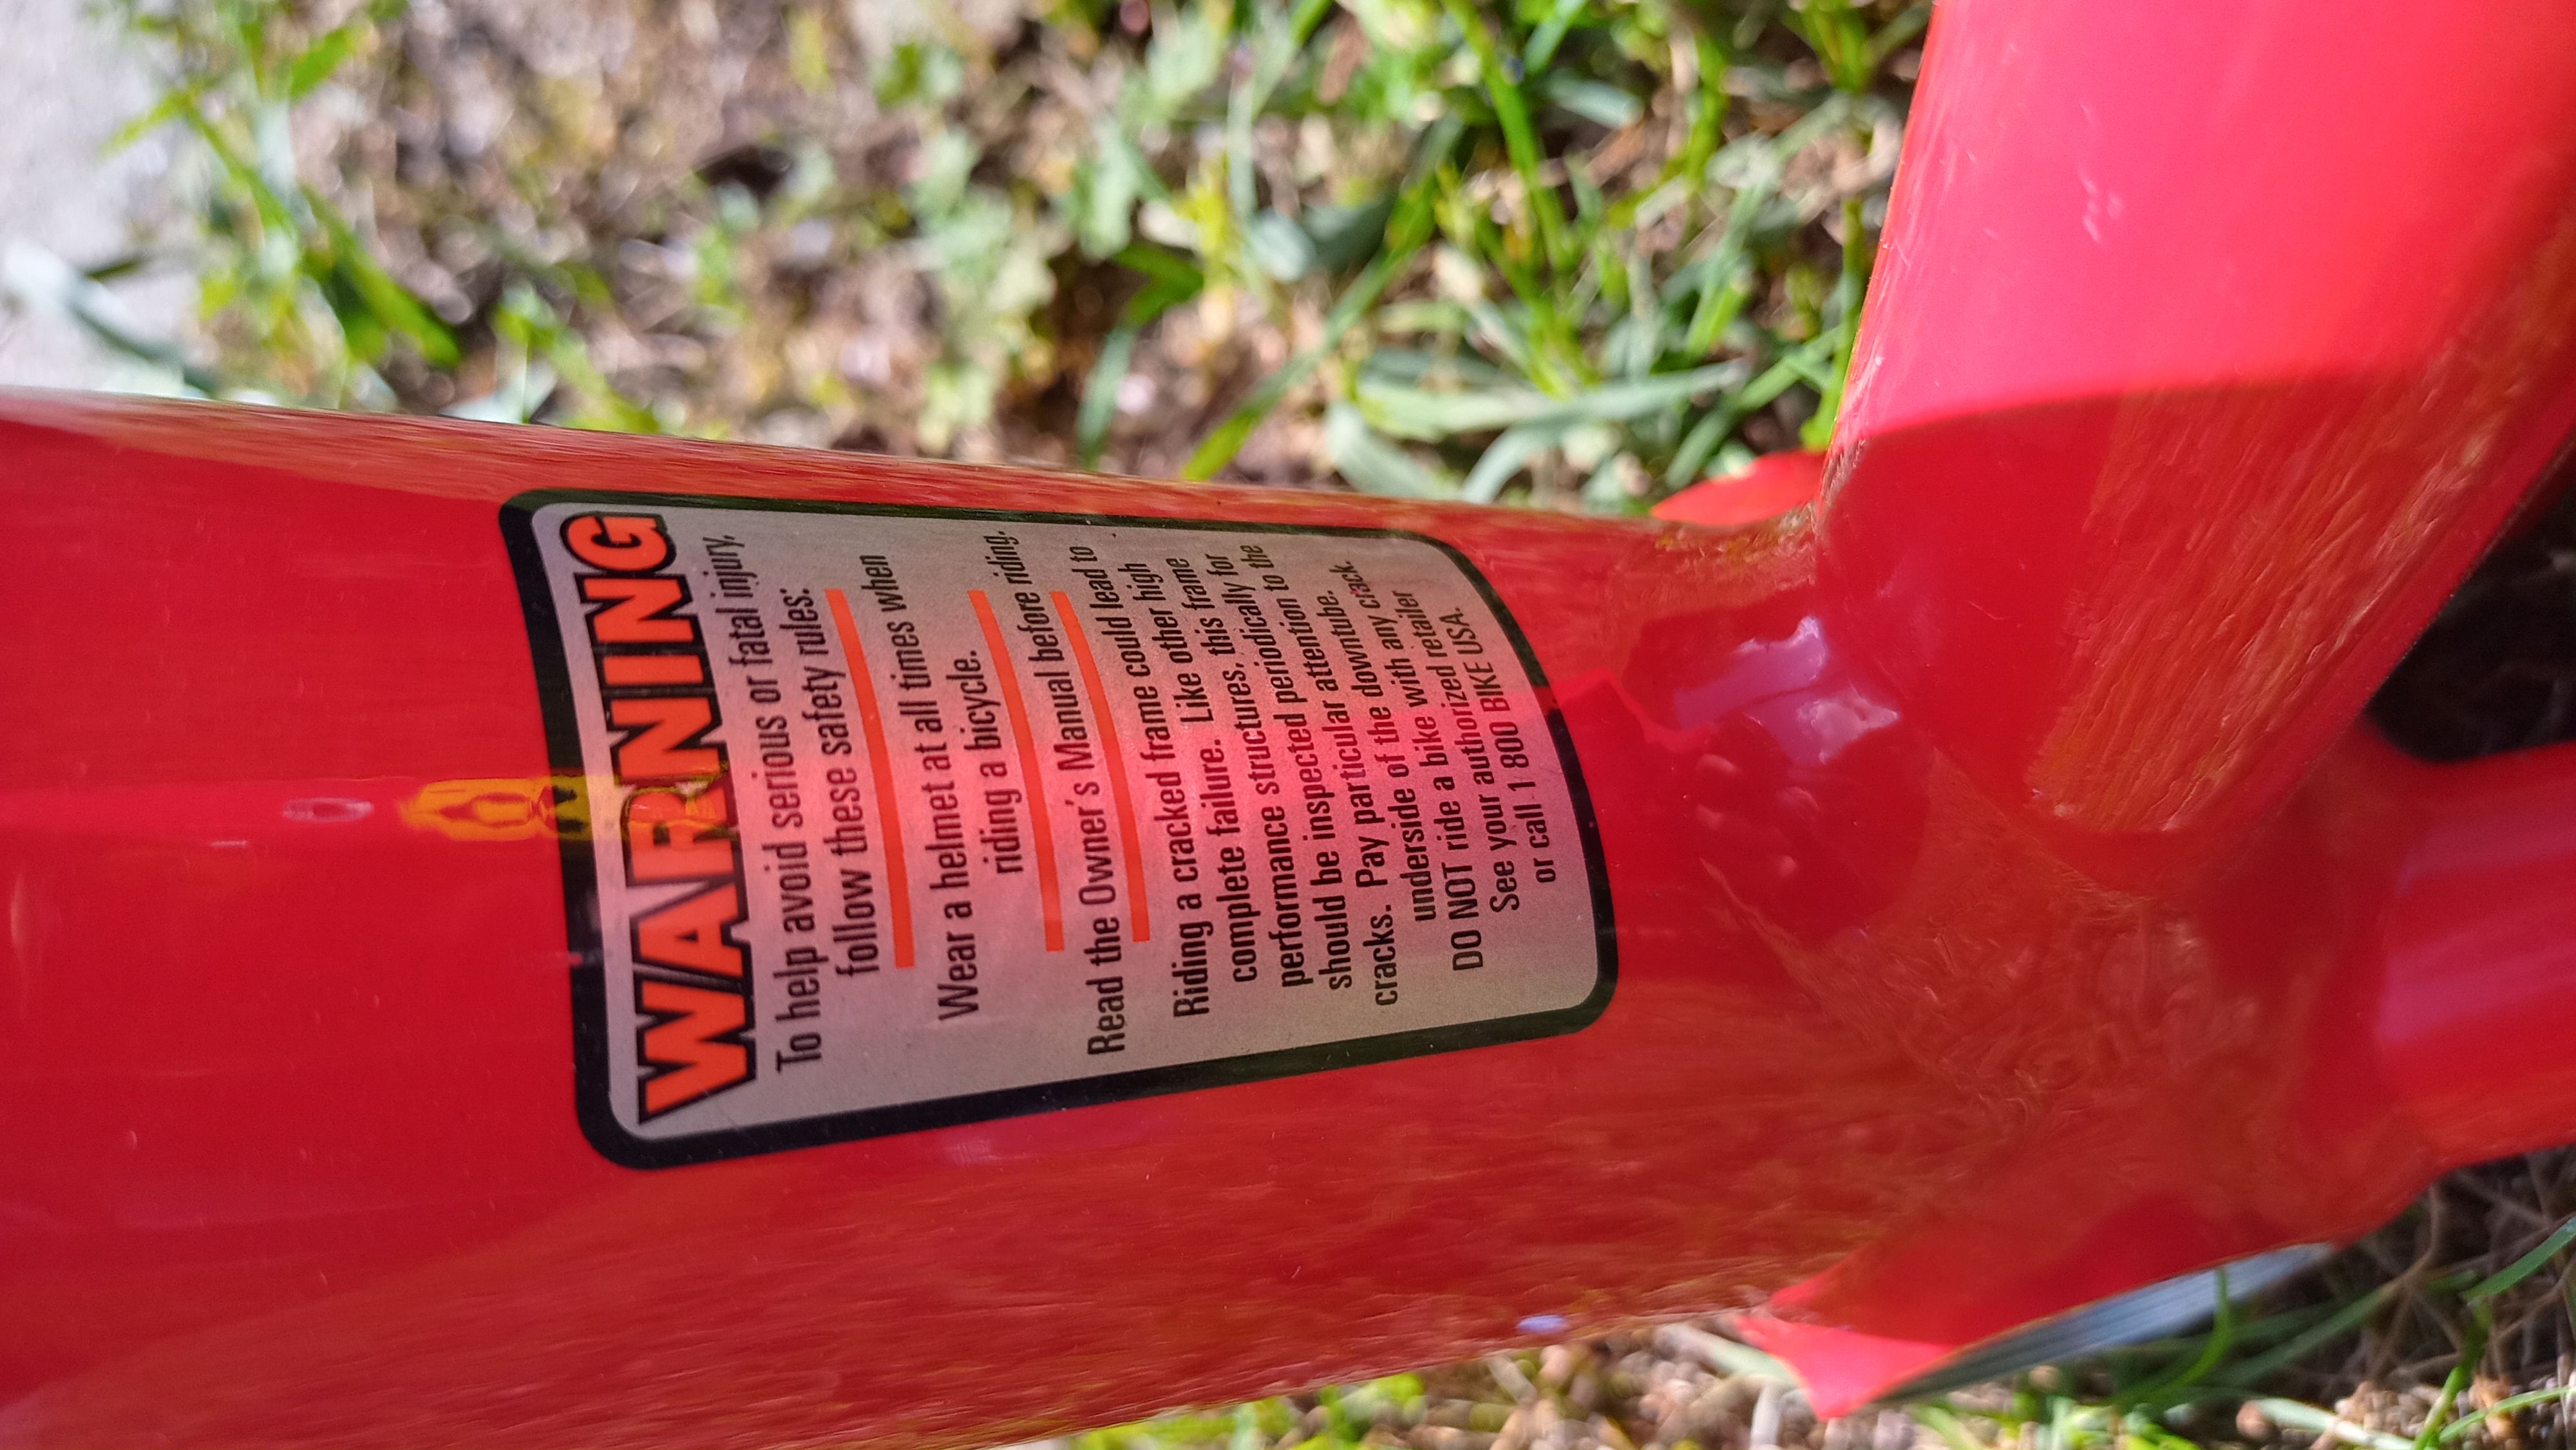 WARNING
To help avoid serious or fatal injury,
follow these safety rules:
Wear a helmet at all times when
riding a bicycle.
Read the Owner's Manual before riding.
Riding a cracked frame could lead to
complete failure. Like other high
performance structures, this frame
should be inspected periodically for
cracks. Pay particular attention to the
underside of the downtube.
DO NOT ride a bike with any crack.
See your authorized retailer
or call 1 800 BIKE USA.